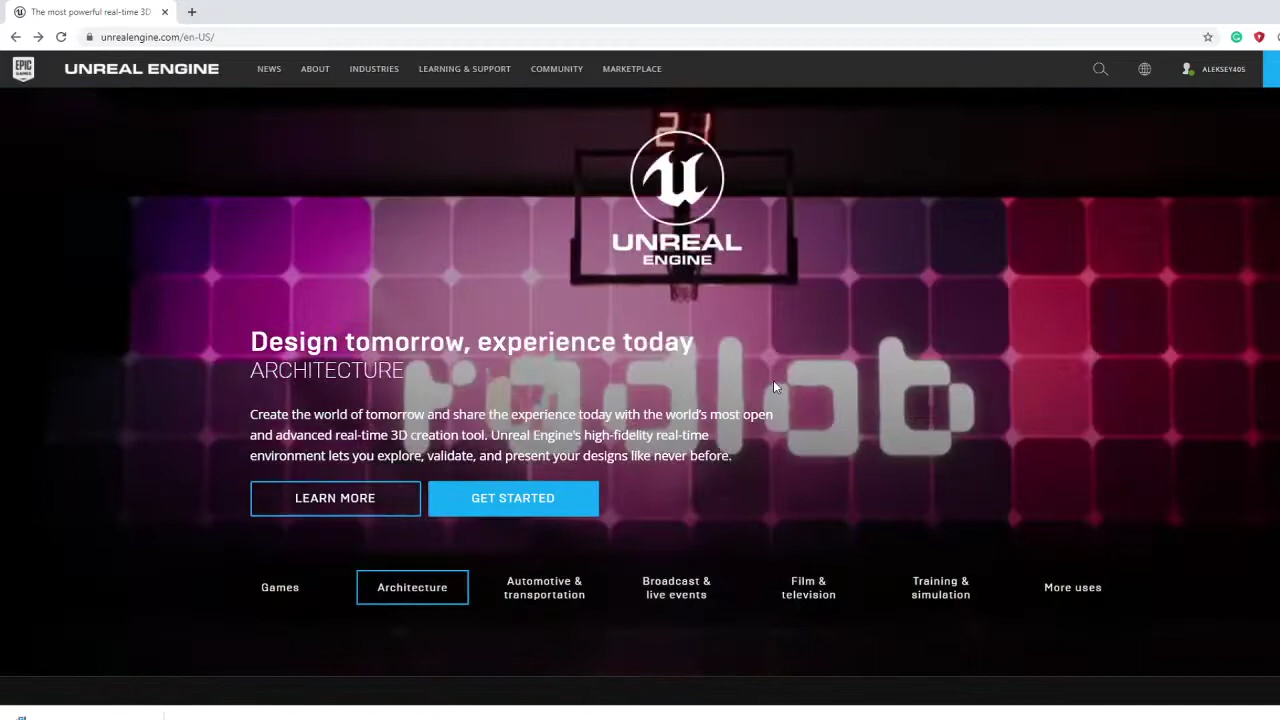 The most powerful real-time 3D
unrealengine.com/en-US/
EPIC GAMES
UNREAL ENGINE
NEWS
ABOUT
INDUSTRIES
LEARNING & SUPPORT
COMMUNITY
MARKETPLACE
ALEKSEY405
21
UNREAL
ENGINE
Design tomorrow, experience today
ARCHITECTURE
Create the world of tomorrow and share the experience today with the world's most open
and advanced real-time 3D creation tool. Unreal Engine's high-fidelity real-time
environment lets you explore, validate, and present your designs like never before.
LEARN MORE
GET STARTED
Games
Architecture
Automotive &
transportation
Broadcast &
live events
Film &
television
Training &
simulation
More uses